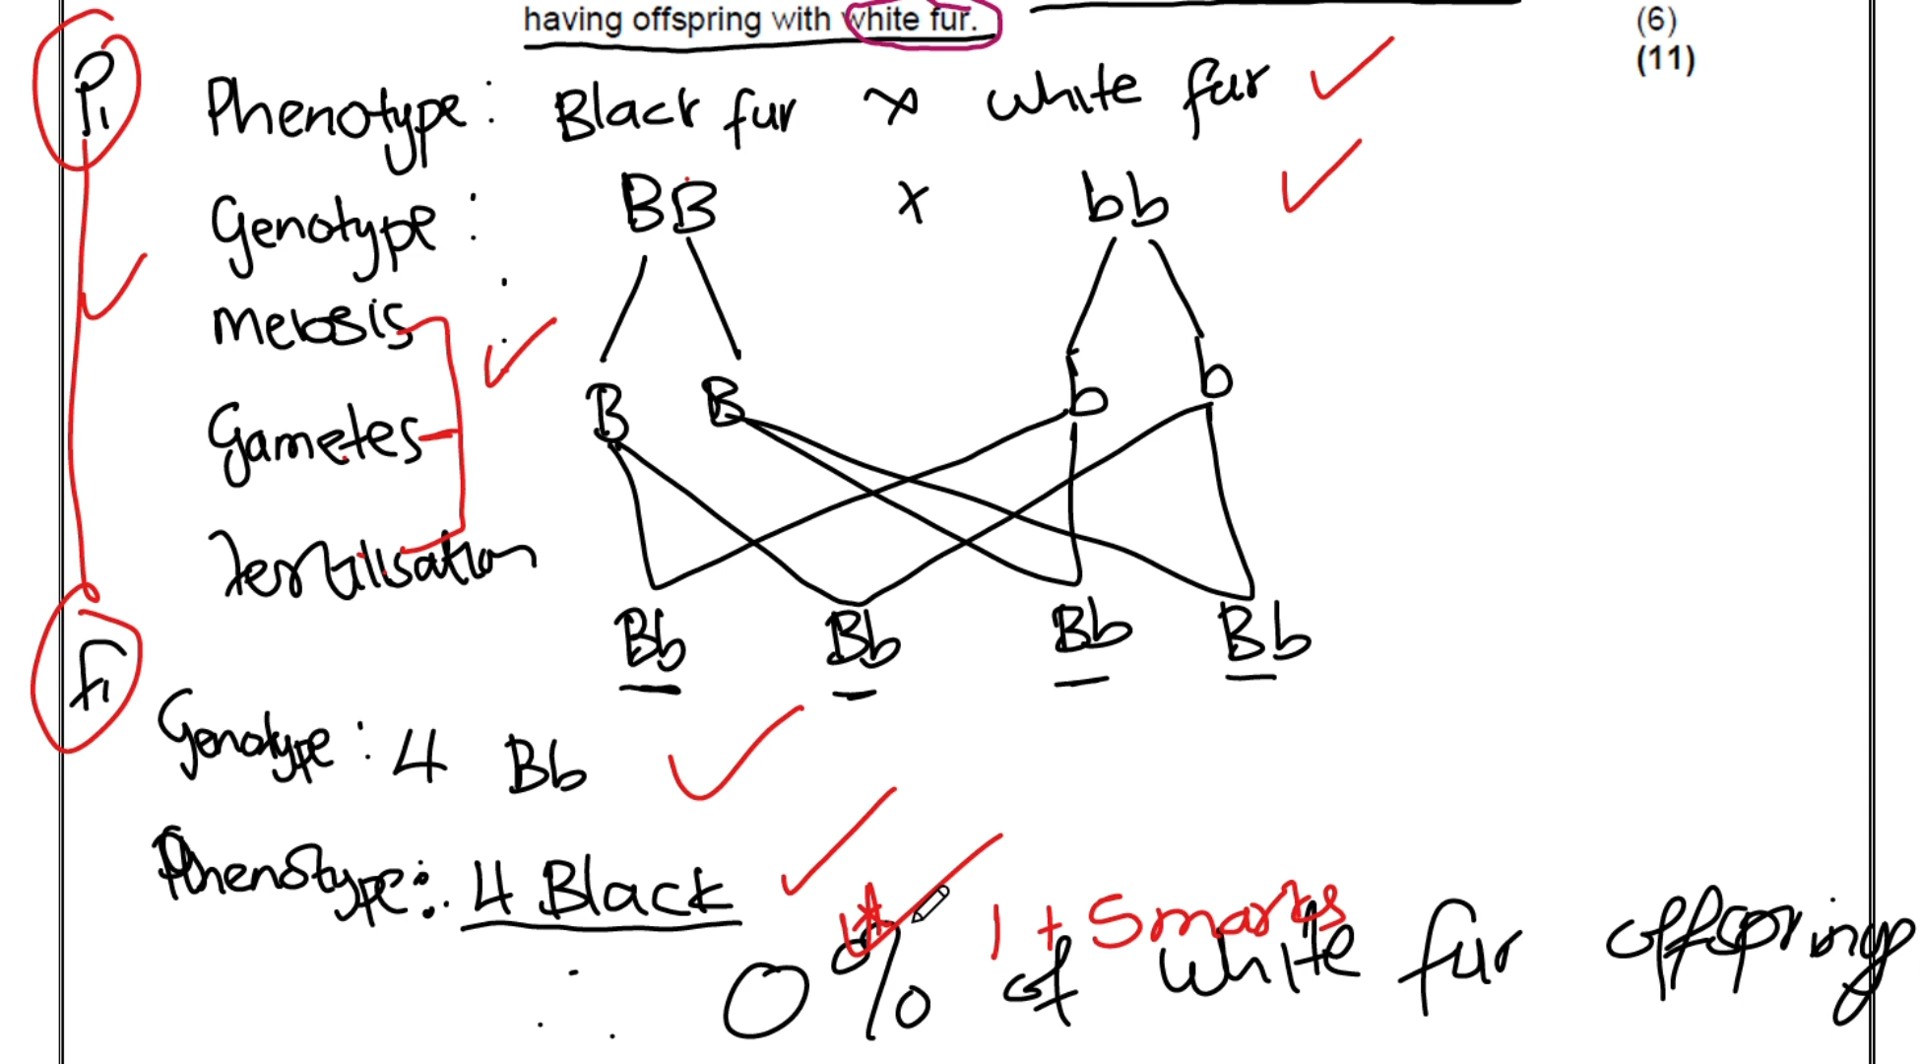 having offspring with white fur.
(6)
(11)
P1
Phenotype: Black fur x white fur
Genotype: BB x bb
meiosis
B B b b
Gametes
fertilisation
Bb Bb Bb Bb
F1
Genotype: 4 Bb
Phenotype: 4 Black
* 1 + 5 marks
∴ 0% of white fur offspring